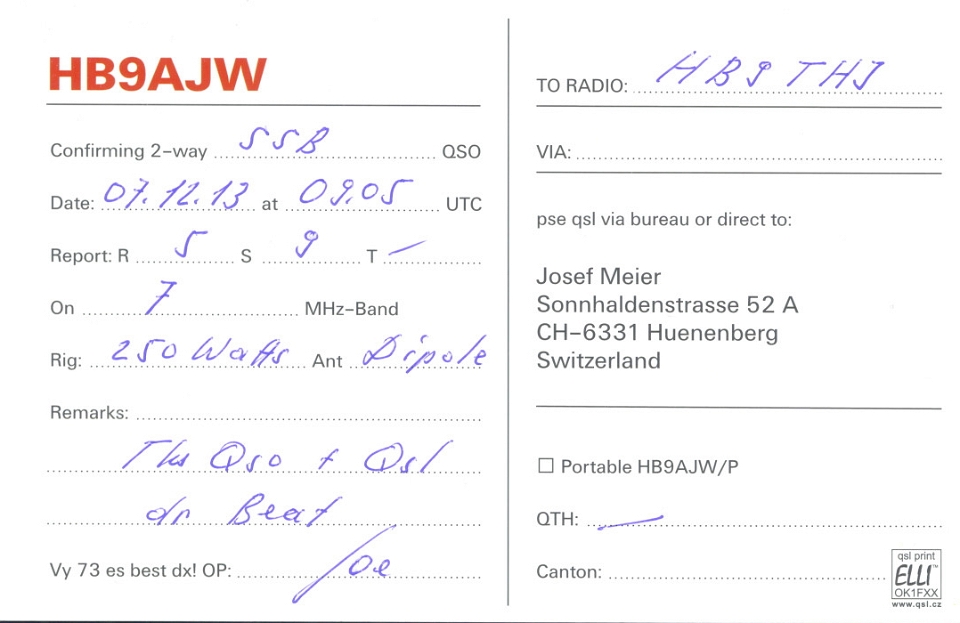 HB9AJW
Confirming 2-way SSB QSO
Date: 07.12.13 at 09.05 UTC
Report: R 5 S 9 T –
On 7 MHz-Band
Rig: 250 Watts Ant Dipole
Remarks:
Tks Qso + Qsl
dr Beat
Vy 73 es best dx! OP: Joe
TO RADIO: HB9THJ
VIA:
pse qsl via bureau or direct to:
Josef Meier
Sonnhaldenstrasse 52 A
CH-6331 Huenenberg
Switzerland
Portable HB9AJW/P
QTH: –
Canton:
qsl print
ELLI™
OK1FXX
www.qsl.cz